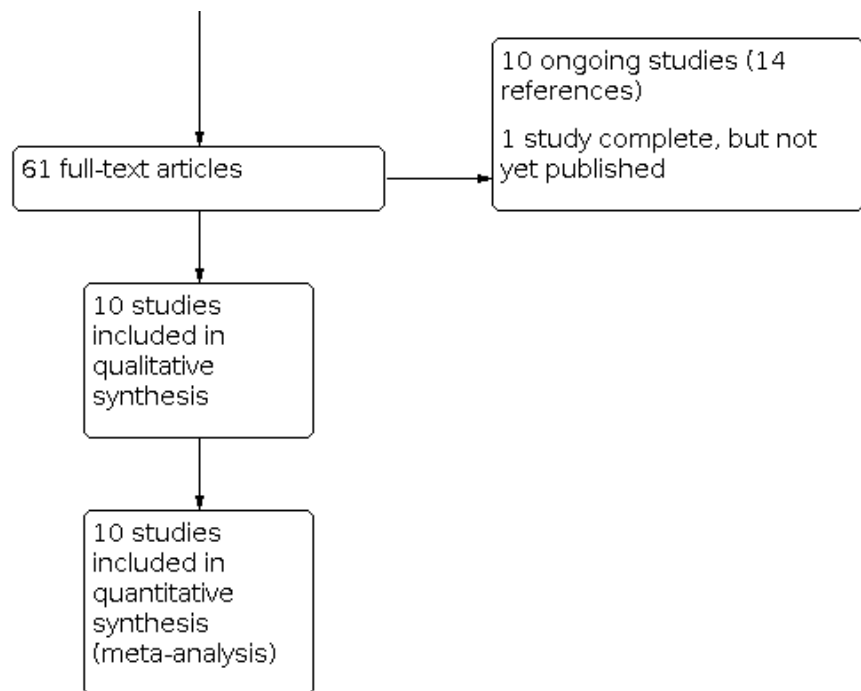 10 ongoing studies (14
references)
1 study complete, but not
yet published
61 full-text articles
10 studies
included in
qualitative
synthesis
10 studies
included in
quantitative
synthesis
(meta-analysis)